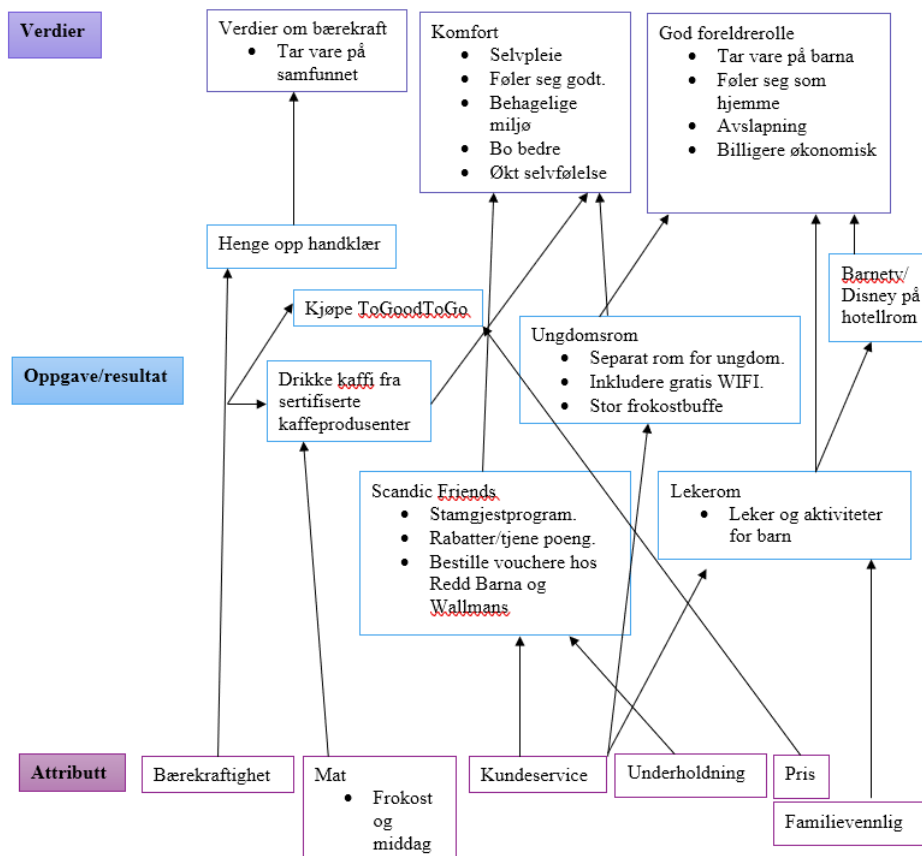 Verdier
Verdier om bærekraft
• Tar vare på
samfunnet
Komfort
• Selvpleie
• Føler seg godt.
• Behagelige
miljø
• Bo bedre
• Økt selvfølelse
God foreldrerolle
• Tar vare på barna
• Føler seg som
hjemme
• Avslapning
• Billigere økonomisk
Henge opp handklær
Barnetv/
Disney på
hotellrom
Kjøpe ToGoodToGo
Ungdomsrom
• Separat rom for ungdom.
• Inkludere gratis WIFI.
• Stor frokostbuffe
Oppgave/resultat
Drikke kaffi fra
sertifiserte
kaffeprodusenter
Scandic Friends
• Stamgjestprogram.
• Rabatter/tjene poeng.
• Bestille vouchere hos
Redd Barna og
Wallmans
Lekerom
• Leker og aktiviteter
for barn
Attributt
Bærekraftighet
Mat
• Frokost
og
middag
Kundeservice
Underholdning
Pris
Familievennlig